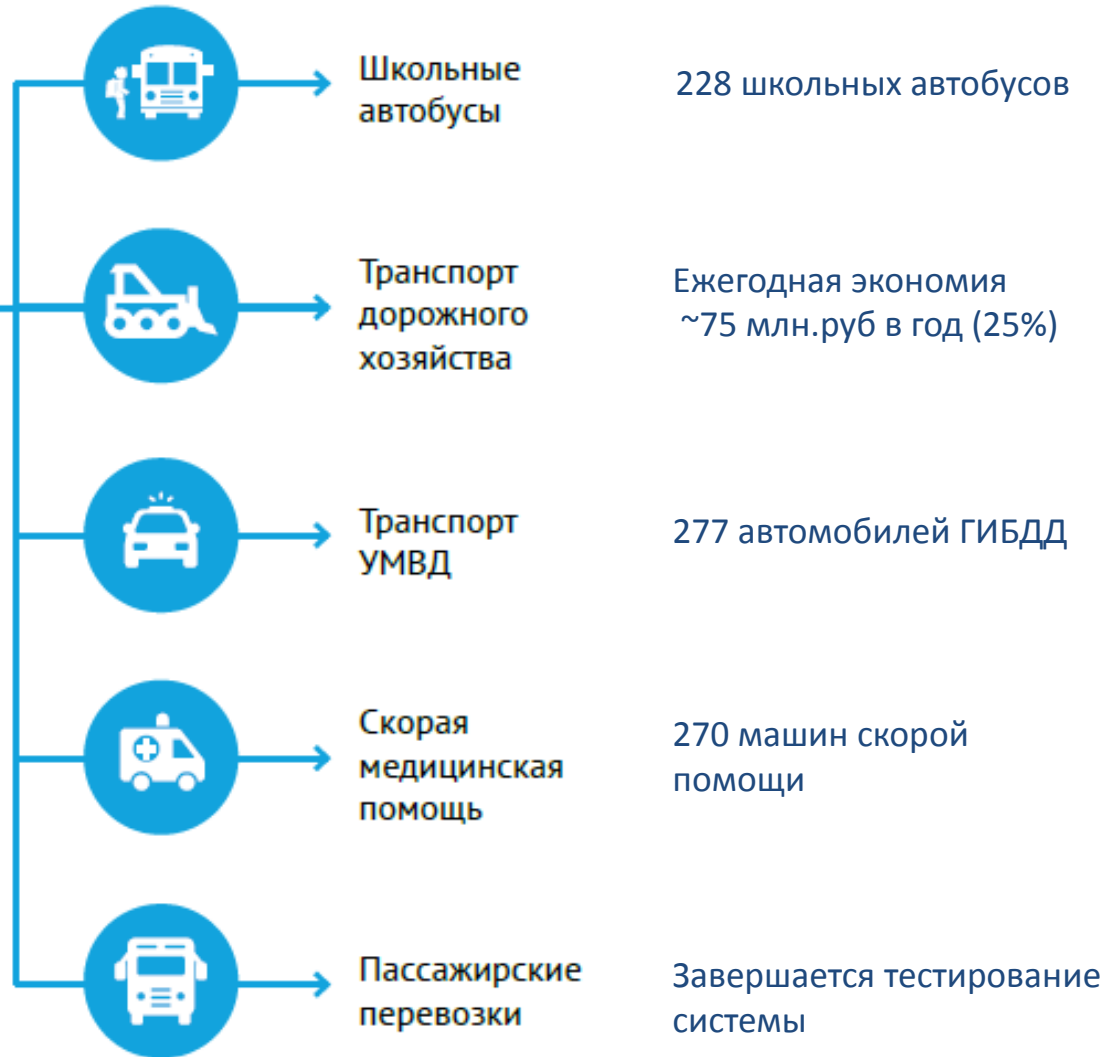 Школьные
автобусы
228 школьных автобусов
Транспорт
дорожного
хозяйства
Ежегодная экономия
~75 млн.руб в год (25%)
Транспорт
УМВД
277 автомобилей ГИБДД
Скорая
медицинская
помощь
270 машин скорой
помощи
Пассажирские
перевозки
Завершается тестирование
системы